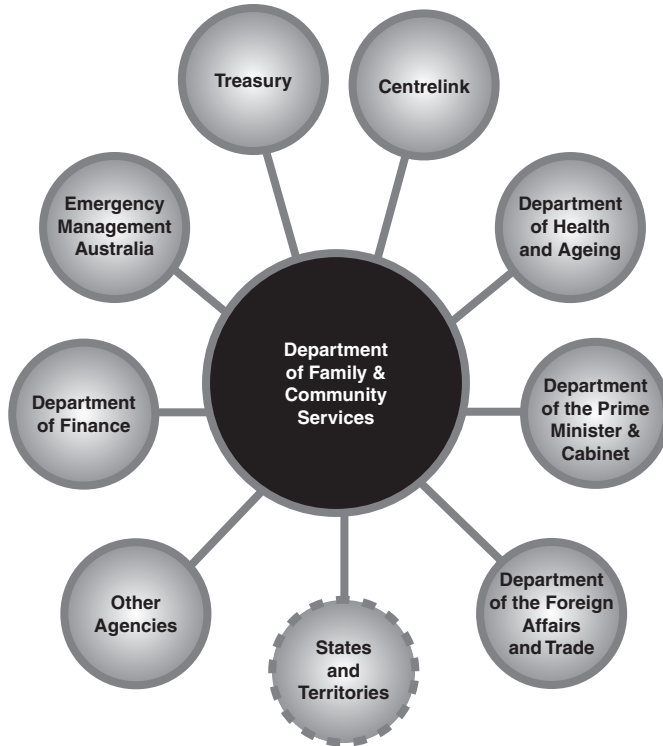 Treasury
Centrelink
Emergency
Management
Australia
Department
of Health
and Ageing
Department
of Family &
Community
Services
Department
of Finance
Department
of the Prime
Minister &
Cabinet
Other
Agencies
States
and
Territories
Department
of the Foreign
Affairs
and Trade